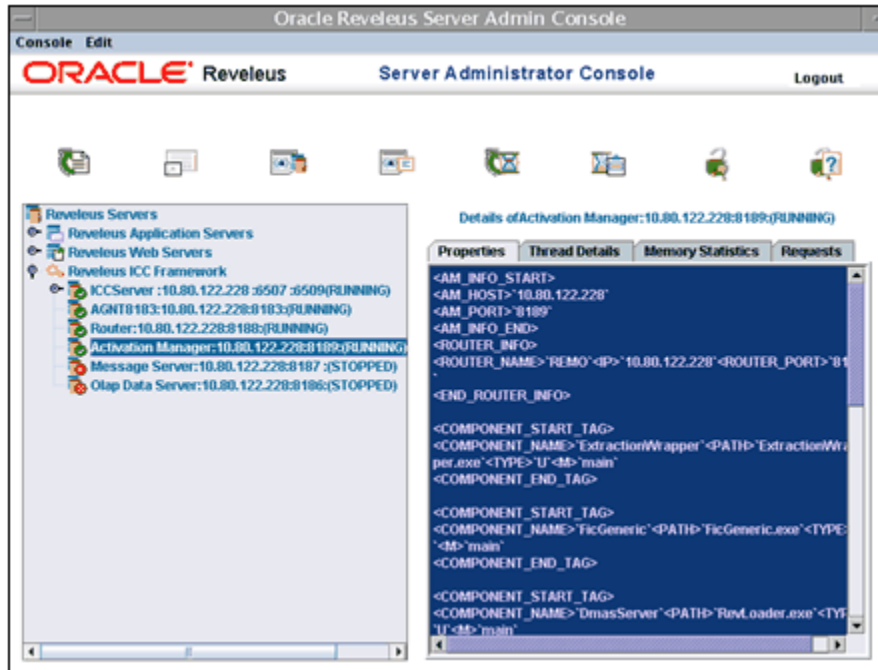 Oracle Reveleus Server Admin Console
Console Edit
ORACLE Reveleus
Server Administrator Console
Logout
Reveleus Servers
Reveleus Application Servers
Reveleus Web Servers
Reveleus ICC Framework
ICCServer :10.80.122.228 :6507 :6509(RUNNING)
AGNT8183:10.80.122.228:8183:(RUNNING)
Router:10.80.122.228:8188:(RUNNING)
Activation Manager:10.80.122.228:8189:(RUNNING)
Message Server:10.80.122.228:8187 :(STOPPED)
Olap Data Server:10.80.122.228:8186:(STOPPED)
Details ofActivation Manager:10.80.122.228:8189:(RUNNING)
Properties Thread Details Memory Statistics Requests
<AM_INFO_START>
<AM_HOST>`10.80.122.228`
<AM_PORT>`8189`
<AM_INFO_END>
<ROUTER_INFO>
<ROUTER_NAME>`REMO`<IP>`10.80.122.228`<ROUTER_PORT>`81
`
<END_ROUTER_INFO>
<COMPONENT_START_TAG>
<COMPONENT_NAME>`ExtractionWrapper`<PATH>`ExtractionWra
per.exe`<TYPE>`U`<M>`main`
<COMPONENT_END_TAG>
<COMPONENT_START_TAG>
<COMPONENT_NAME>`FicGeneric`<PATH>`FicGeneric.exe`<TYPE>
`<M>`main`
<COMPONENT_END_TAG>
<COMPONENT_START_TAG>
<COMPONENT_NAME>`DmasServer`<PATH>`RevLoader.exe`<TYP
`U`<M>`main`